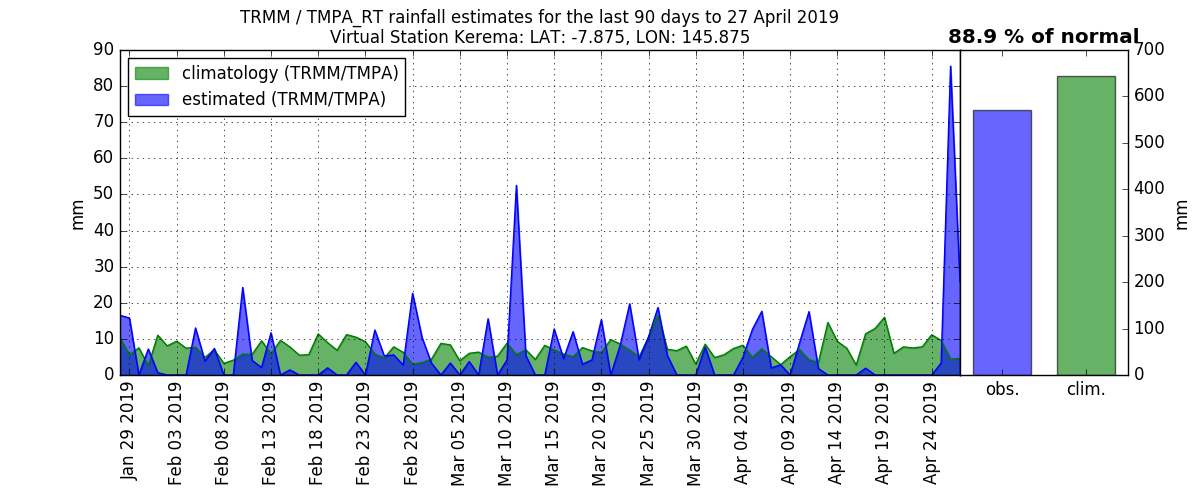 TRMM / TMPA_RT rainfall estimates for the last 90 days to 27 April 2019
Virtual Station Kerema: LAT: -7.875, LON: 145.875
88.9 % of normal
climatology (TRMM/TMPA)
estimated (TRMM/TMPA)
mm
90
80
70
60
50
40
30
20
10
0
Jan 29 2019
Feb 03 2019
Feb 08 2019
Feb 13 2019
Feb 18 2019
Feb 23 2019
Feb 28 2019
Mar 05 2019
Mar 10 2019
Mar 15 2019
Mar 20 2019
Mar 25 2019
Mar 30 2019
Apr 04 2019
Apr 09 2019
Apr 14 2019
Apr 19 2019
Apr 24 2019
obs.
clim.
700
600
500
400
300
200
100
0
mm